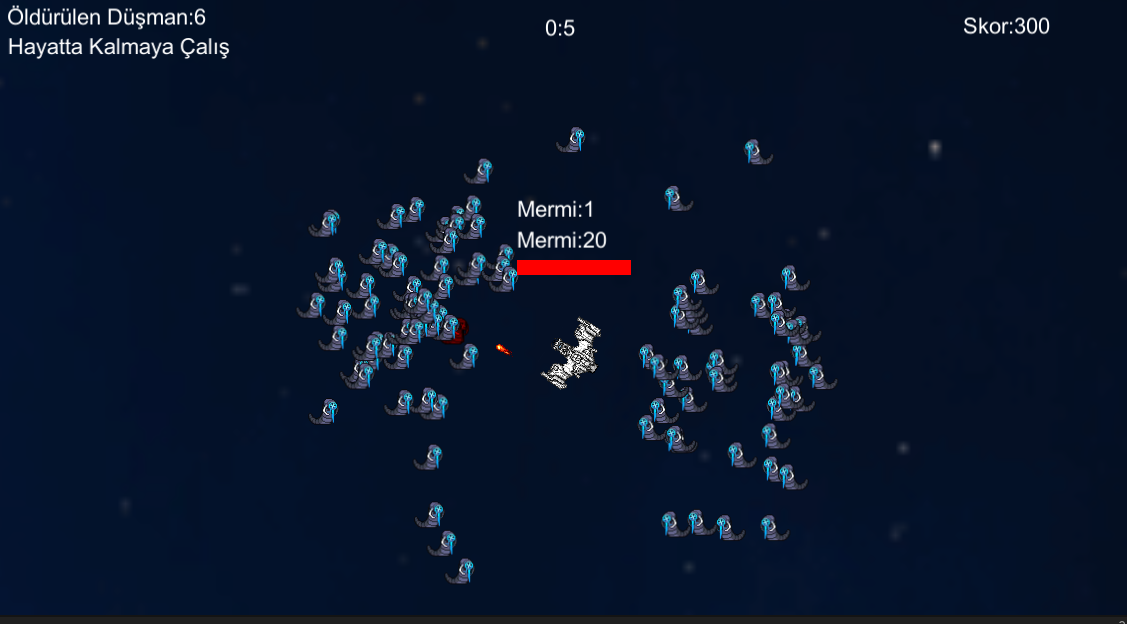 Öldürülen Düşman:6
Hayatta Kalmaya Çalış
0:5
Skor:300
Mermi:1
Mermi:20